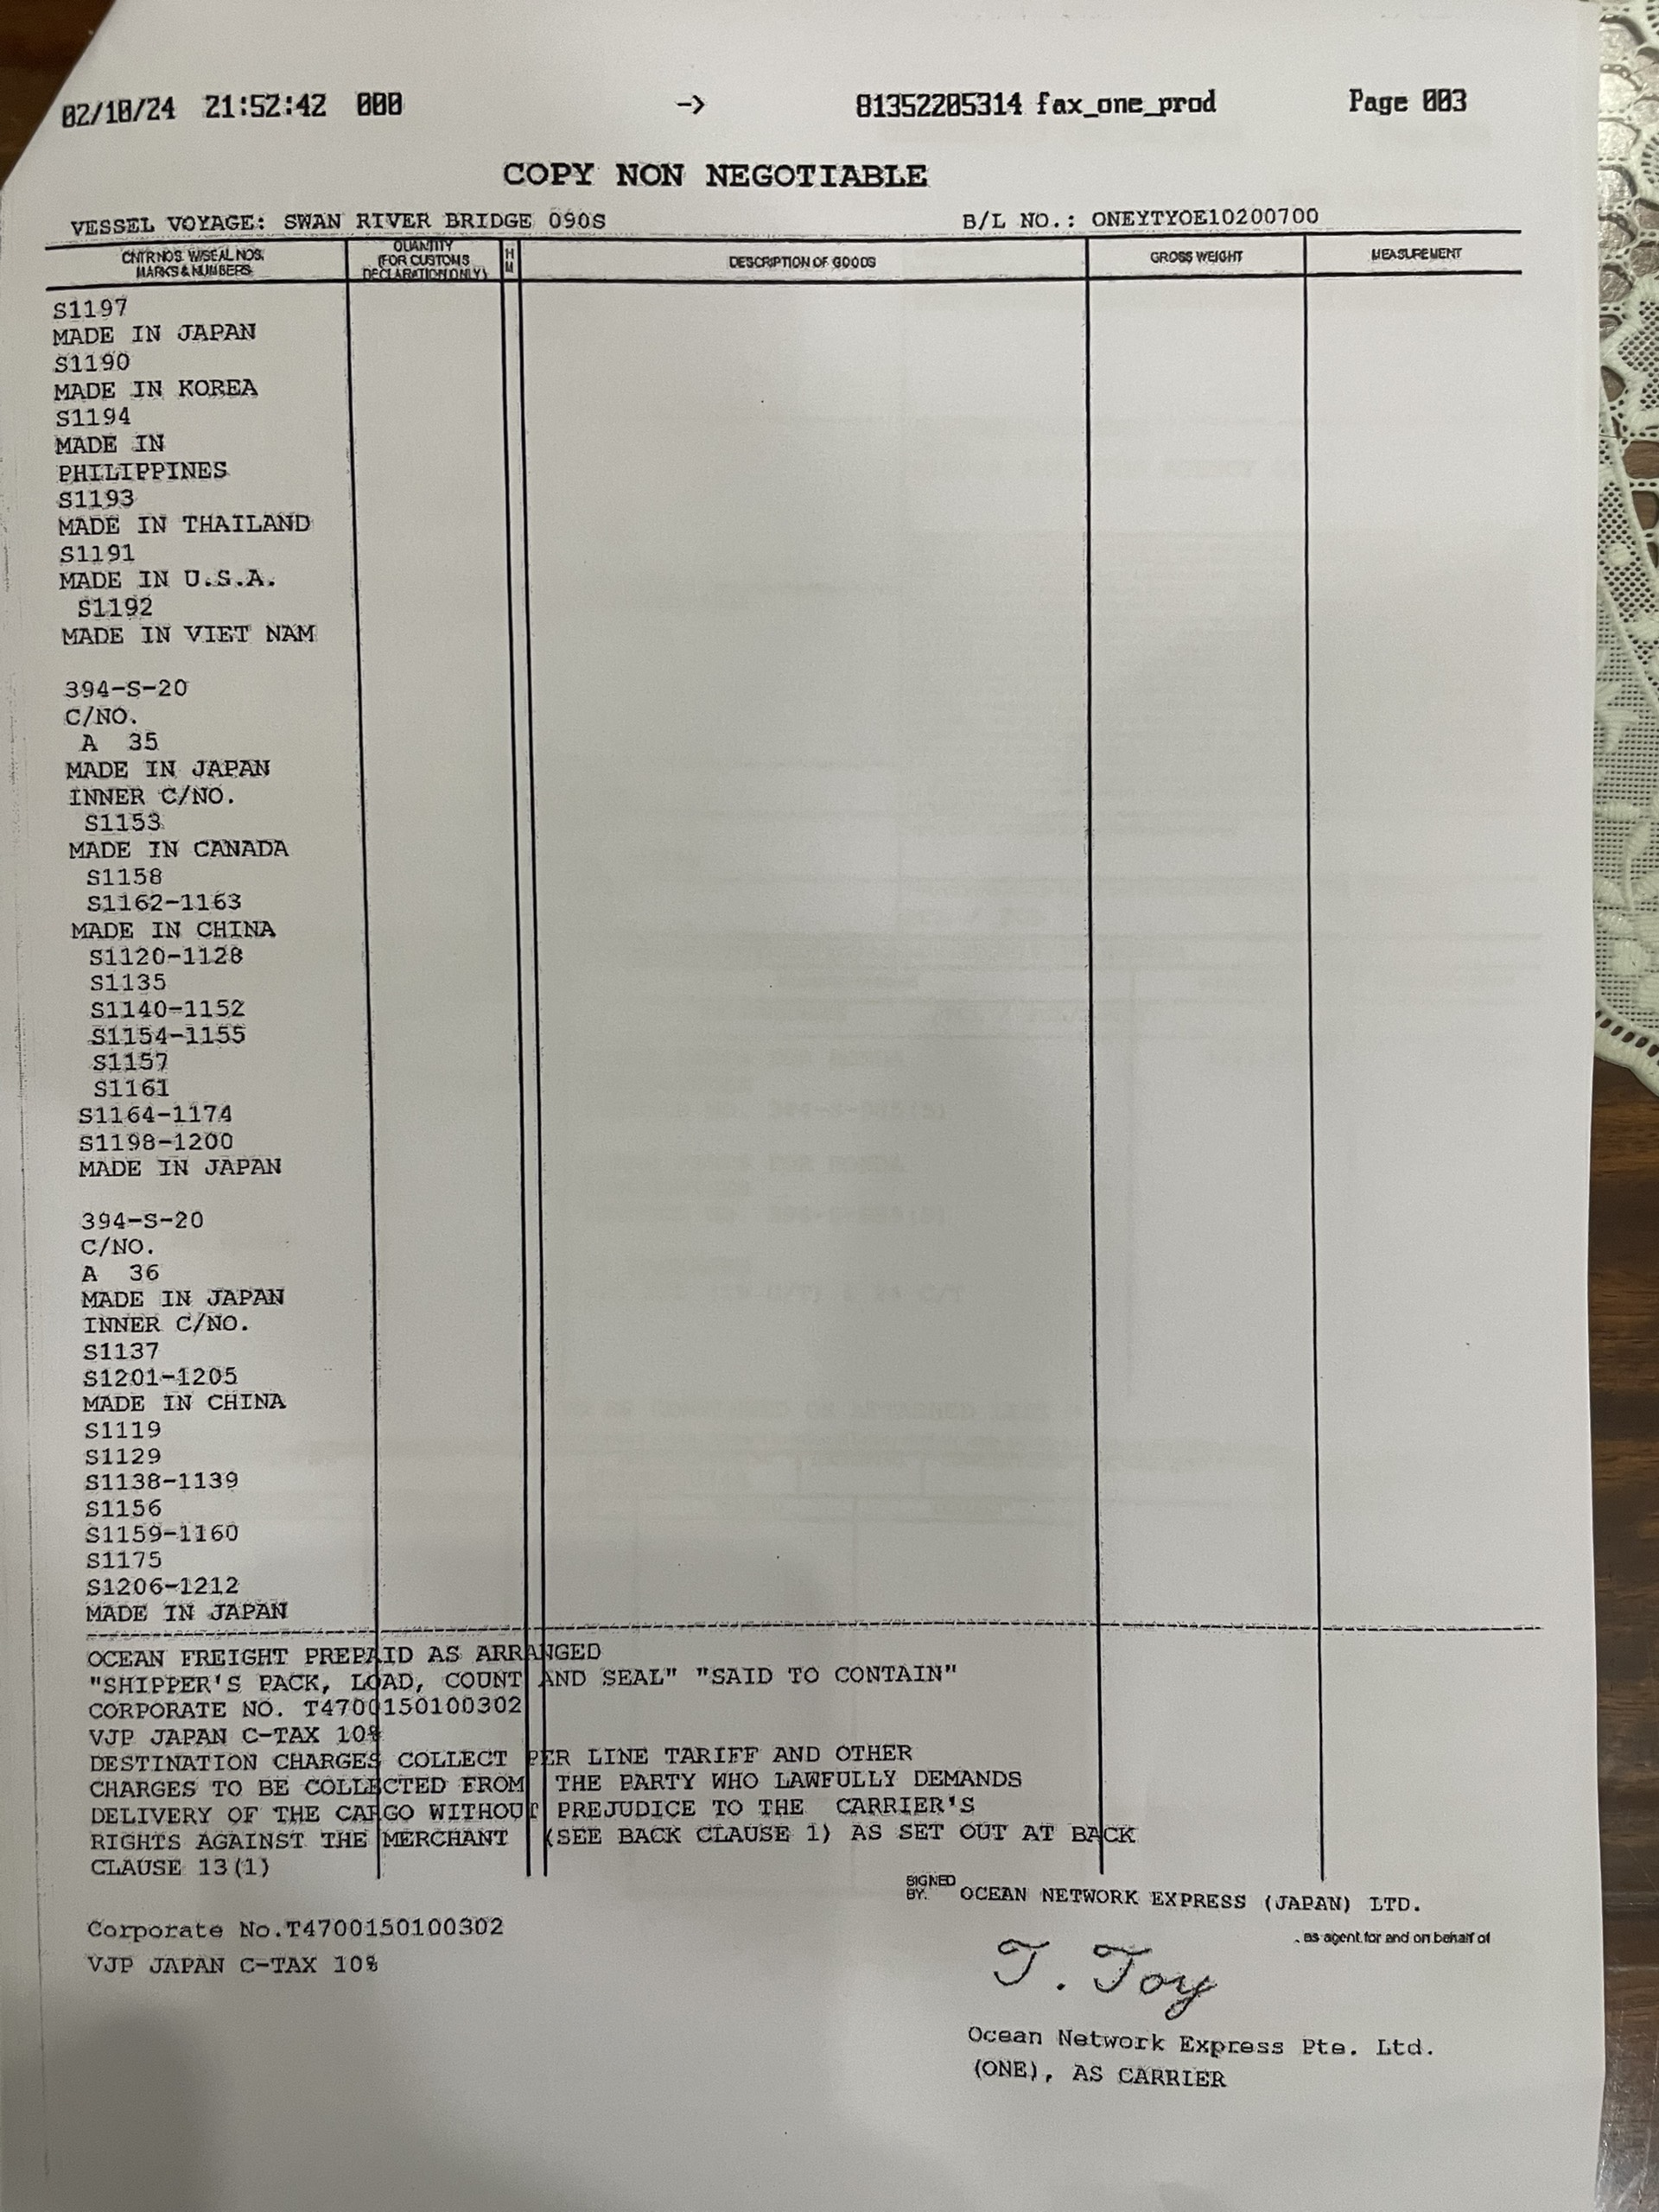 02/10/24 21:52:42 000 -> 81352205314 fax_one_prod Page 003
COPY NON NEGOTIABLE
VESSEL VOYAGE: SWAN RIVER BRIDGE 090S B/L NO.: ONEYTYOE10200700
CNTR NOS. W/SEAL NOS. MARKS & NUMBERS
QUANTITY (FOR CUSTOMS DECLARATION ONLY)
H M
DESCRIPTION OF GOODS
GROSS WEIGHT
MEASUREMENT
S1197
MADE IN JAPAN
S1190
MADE IN KOREA
S1194
MADE IN
PHILIPPINES
S1193
MADE IN THAILAND
S1191
MADE IN U.S.A.
S1192
MADE IN VIET NAM
394-S-20
C/NO.
A 35
MADE IN JAPAN
INNER C/NO.
S1153
MADE IN CANADA
S1158
S1162-1163
MADE IN CHINA
S1120-1128
S1135
S1140-1152
S1154-1155
S1157
S1161
S1164-1174
S1198-1200
MADE IN JAPAN
394-S-20
C/NO.
A 36
MADE IN JAPAN
INNER C/NO.
S1137
S1201-1205
MADE IN CHINA
S1119
S1129
S1138-1139
S1156
S1159-1160
S1175
S1206-1212
MADE IN JAPAN
OCEAN FREIGHT PREPAID AS ARRANGED
"SHIPPER'S PACK, LOAD, COUNT AND SEAL" "SAID TO CONTAIN"
CORPORATE NO. T4700150100302
VJP JAPAN C-TAX 10%
DESTINATION CHARGES COLLECT PER LINE TARIFF AND OTHER
CHARGES TO BE COLLECTED FROM THE PARTY WHO LAWFULLY DEMANDS
DELIVERY OF THE CARGO WITHOUT PREJUDICE TO THE CARRIER'S
RIGHTS AGAINST THE MERCHANT (SEE BACK CLAUSE 1) AS SET OUT AT BACK
CLAUSE 13(1)
SIGNED BY: OCEAN NETWORK EXPRESS (JAPAN) LTD.
, as agent for and on behalf of
Corporate No.T4700150100302
VJP JAPAN C-TAX 10%
T. Toy
Ocean Network Express Pte. Ltd.
(ONE), AS CARRIER